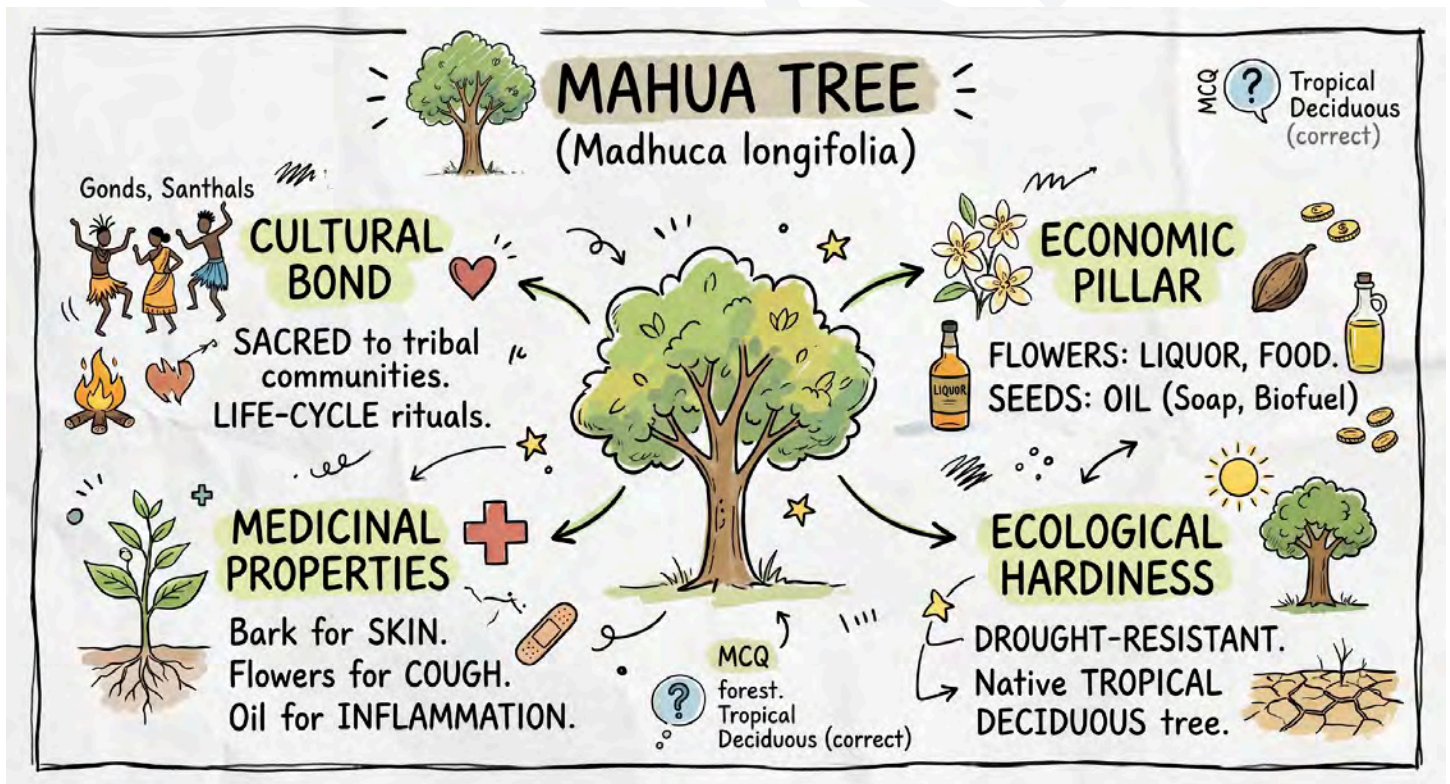 MAHUA TREE
(Madhuca longifolia)
MCQ
?
Tropical
Deciduous
(correct)
Gonds, Santhals
CULTURAL
BOND
SACRED to tribal
communities.
LIFE-CYCLE rituals.
ECONOMIC
PILLAR
LIQUOR
FLOWERS: LIQUOR, FOOD.
SEEDS: OIL (Soap, Biofuel)
MEDICINAL
PROPERTIES
Bark for SKIN.
Flowers for COUGH.
Oil for INFLAMMATION.
MCQ
?
forest.
Tropical
Deciduous (correct)
ECOLOGICAL
HARDINESS
DROUGHT-RESISTANT.
Native TROPICAL
DECIDUOUS tree.